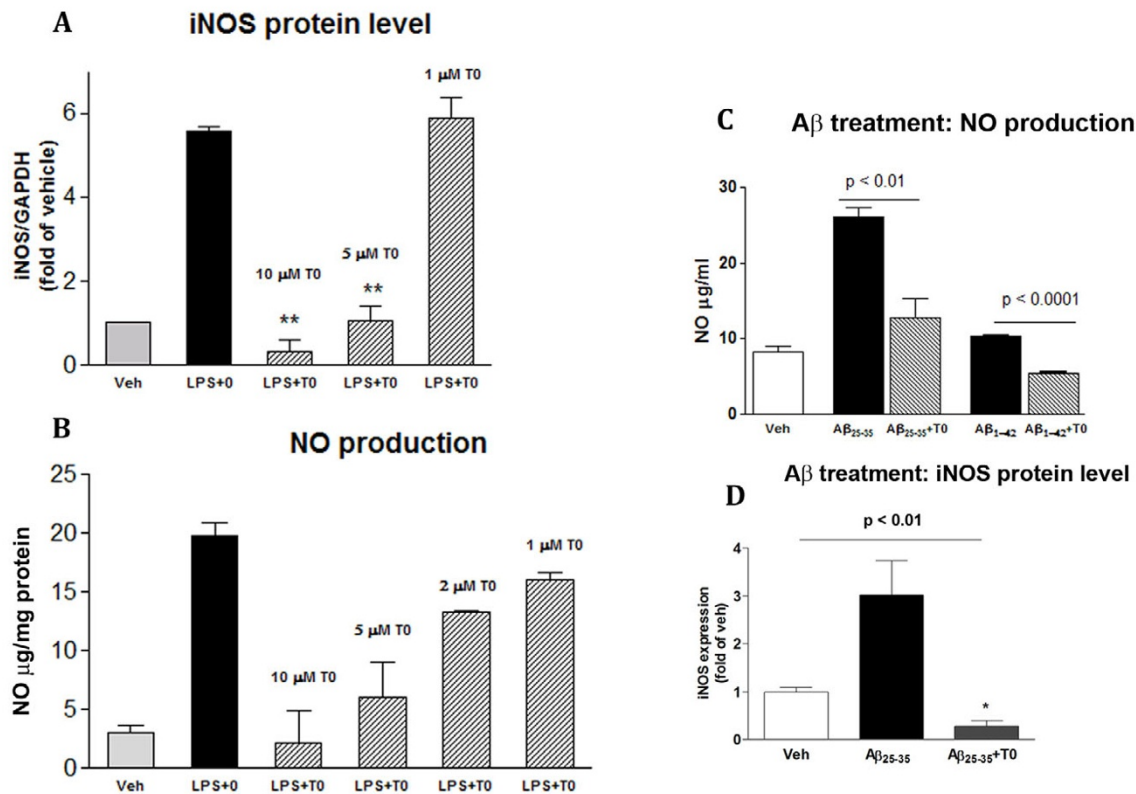 A
iNOS protein level
iNOS/GAPDH
(fold of vehicle)
6
4
2
0
10 µM T0
**
5 µM T0
**
1 µM T0
Veh
LPS+0
LPS+T0
LPS+T0
LPS+T0
B
NO production
NO µg/mg protein
25
20
15
10
5
0
10 µM T0
5 µM T0
2 µM T0
1 µM T0
Veh
LPS+0
LPS+T0
LPS+T0
LPS+T0
LPS+T0
C
Aβ treatment: NO production
NO µg/ml
30
20
10
0
p < 0.01
p < 0.0001
Veh
Aβ25-35
Aβ25-35+T0
Aβ1–42
Aβ1–42+T0
D
Aβ treatment: iNOS protein level
p < 0.01
iNOS expression
(fold of veh)
4
3
2
1
0
*
Veh
Aβ25-35
Aβ25-35+T0